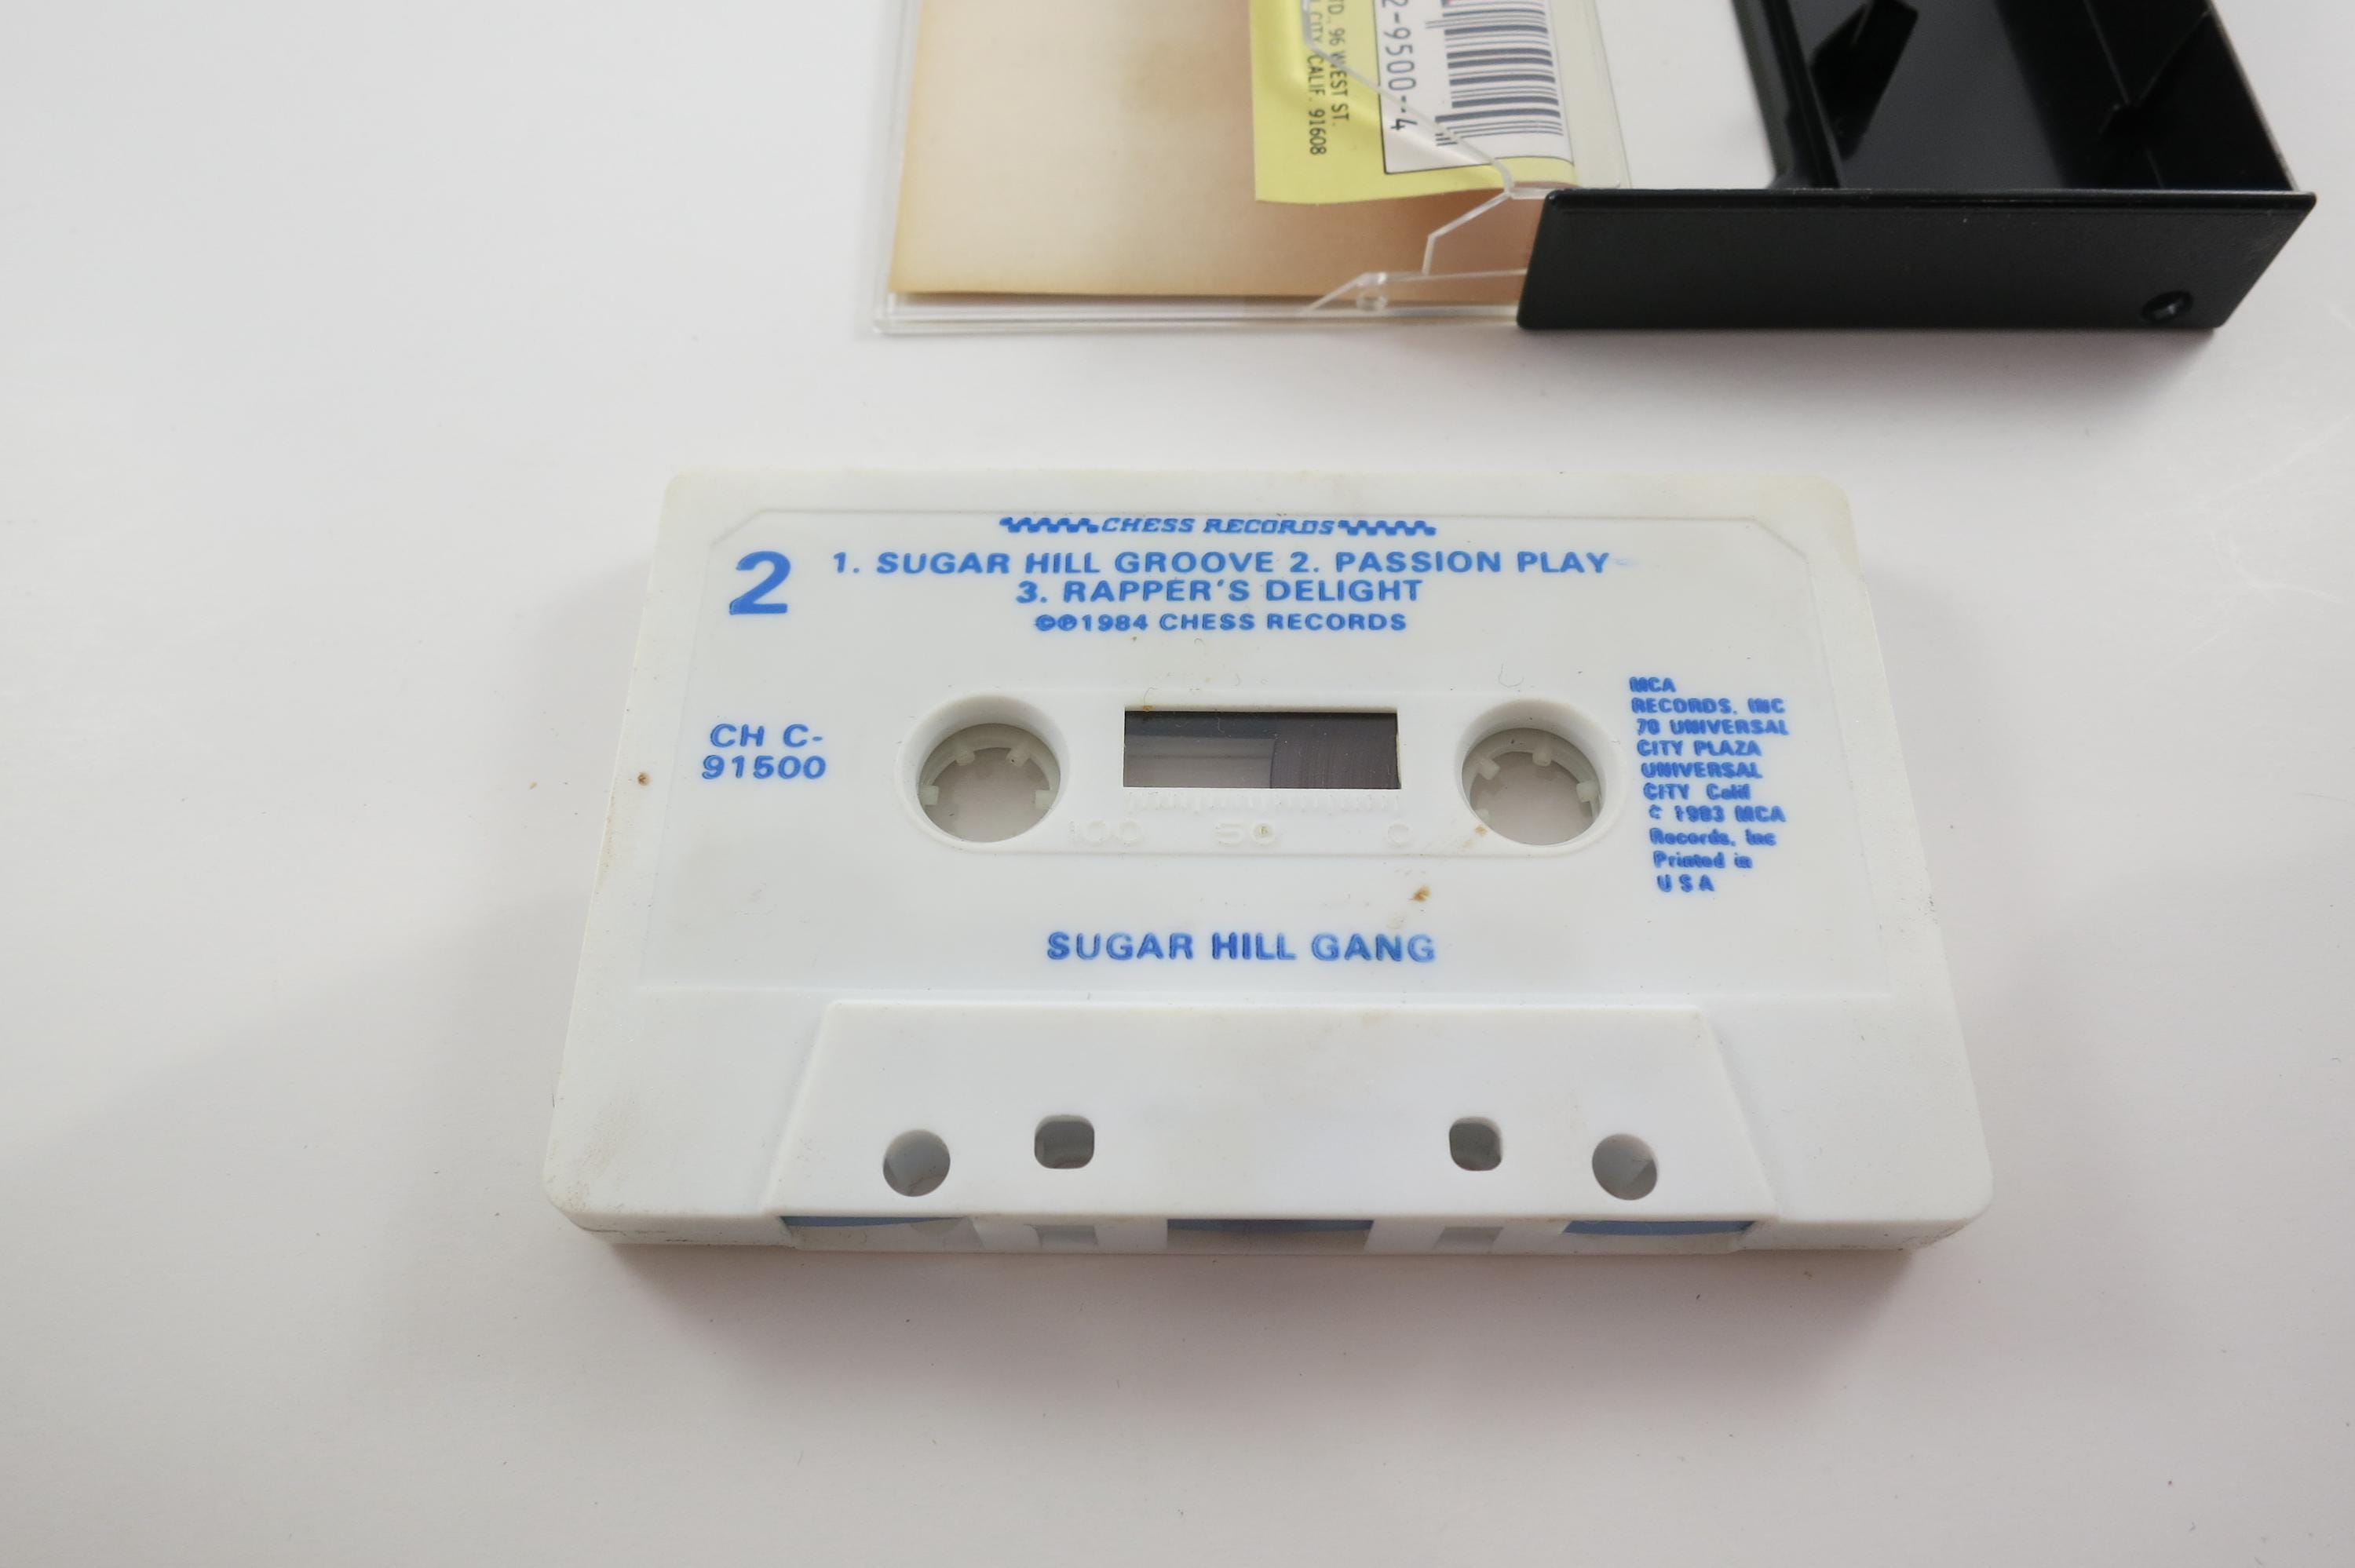 TD., 96 WEST ST.
CITY, CALIF. 91608
2-9500-4
CHESS RECORDS
2
1. SUGAR HILL GROOVE 2. PASSION PLAY
3. RAPPER'S DELIGHT
©℗1984 CHESS RECORDS
CH C-
91500
MCA
RECORDS, INC
70 UNIVERSAL
CITY PLAZA
UNIVERSAL
CITY Calif
© 1983 MCA
Records, Inc
Printed in
U S A
100 50 0
SUGAR HILL GANG